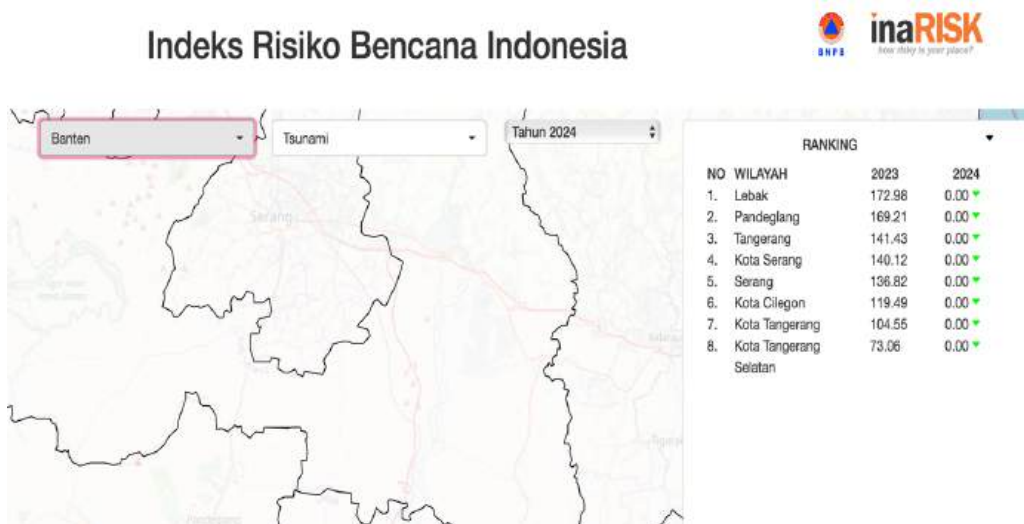 Indeks Risiko Bencana Indonesia
BNPB
inaRISK
how risky is your place?
Banten
Tsunami
Tahun 2024
RANKING
NO WILAYAH 2023 2024
1. Lebak 172.98 0.00
2. Pandeglang 169.21 0.00
3. Tangerang 141.43 0.00
4. Kota Serang 140.12 0.00
5. Serang 136.82 0.00
6. Kota Cilegon 119.49 0.00
7. Kota Tangerang 104.55 0.00
8. Kota Tangerang 73.06 0.00
Selatan
Serang
Pandeglang